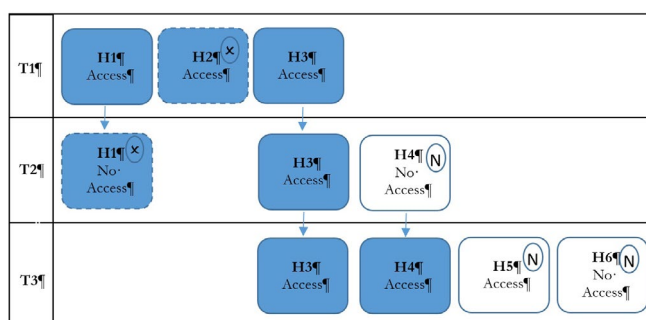 T1¶
H1¶
Access¶
H2¶
x
Access¶
H3¶
Access¶
T2¶
H1¶
x
No·
Access¶
H3¶
Access¶
H4¶
N
No·
Access¶
T3¶
H3¶
Access¶
H4¶
Access¶
H5¶
N
Access¶
H6¶
N
No·
Access¶